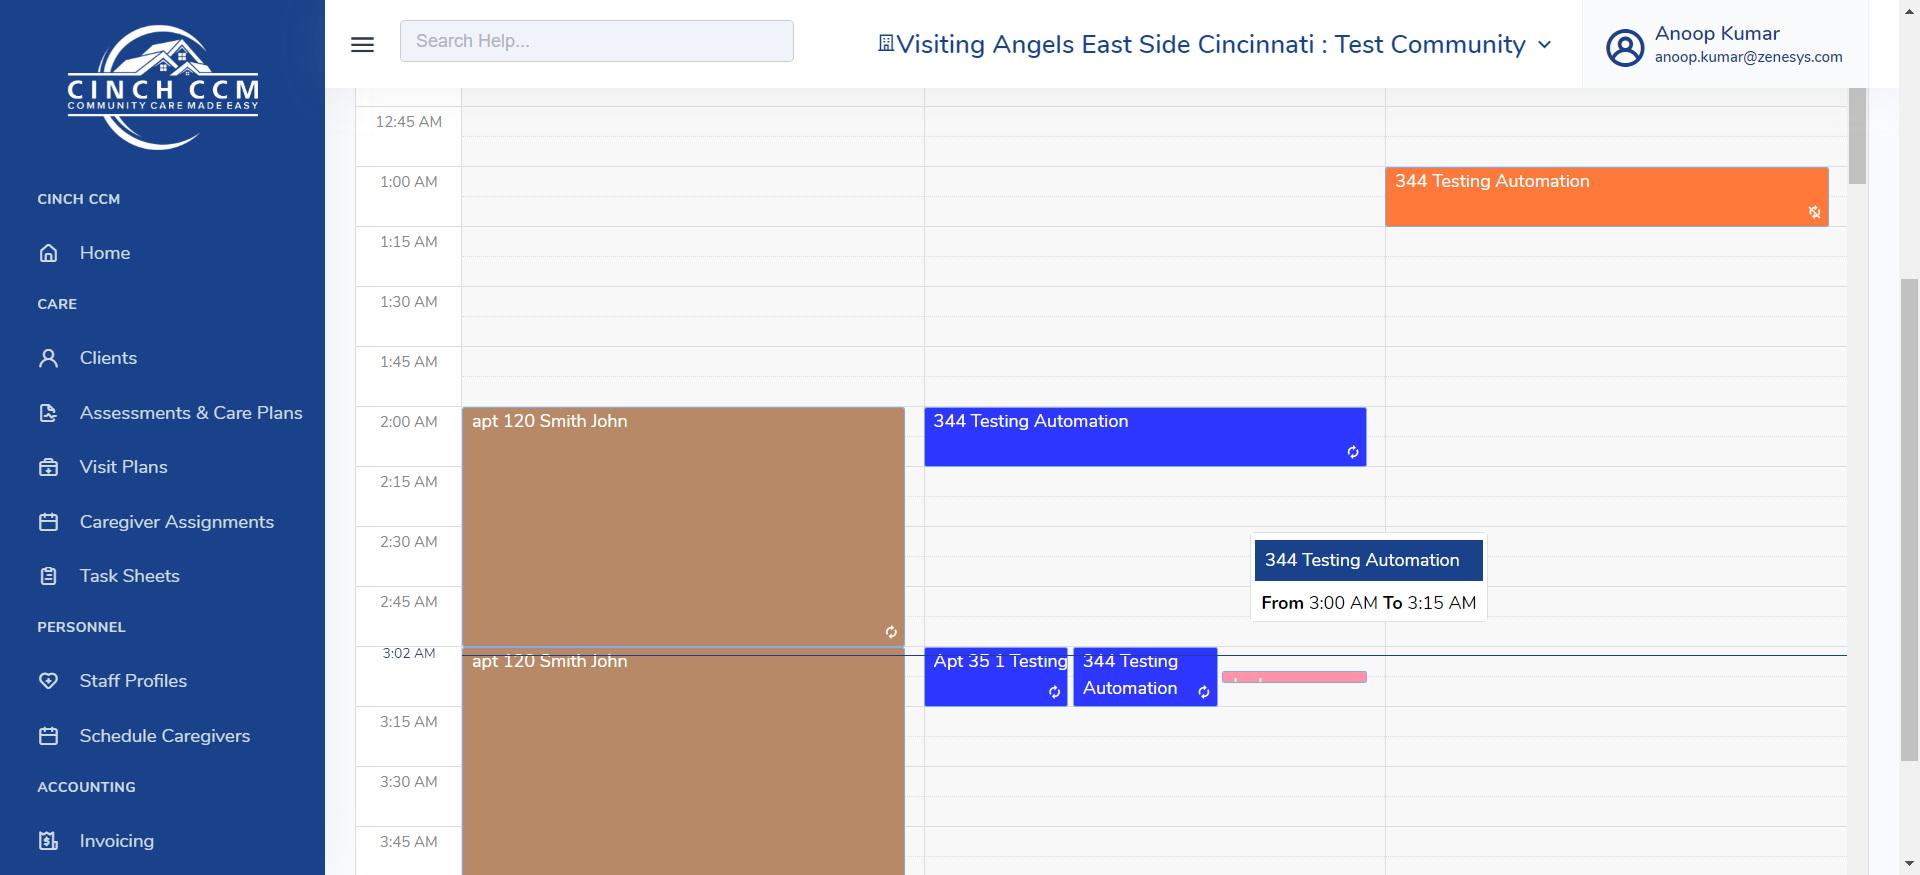 CINCH CCM
COMMUNITY CARE MADE EASY
CINCH CCM
Home
CARE
Clients
Assessments & Care Plans
Visit Plans
Caregiver Assignments
Task Sheets
PERSONNEL
Staff Profiles
Schedule Caregivers
ACCOUNTING
Invoicing
Search Help...
Visiting Angels East Side Cincinnati : Test Community
Anoop Kumar
anoop.kumar@zenesys.com
12:45 AM
1:00 AM
344 Testing Automation
1:15 AM
1:30 AM
1:45 AM
2:00 AM
apt 120 Smith John
344 Testing Automation
2:15 AM
2:30 AM
344 Testing Automation
From 3:00 AM To 3:15 AM
2:45 AM
3:02 AM
apt 120 Smith John
Apt 35 1 Testing
344 Testing
Automation
3:15 AM
3:30 AM
3:45 AM